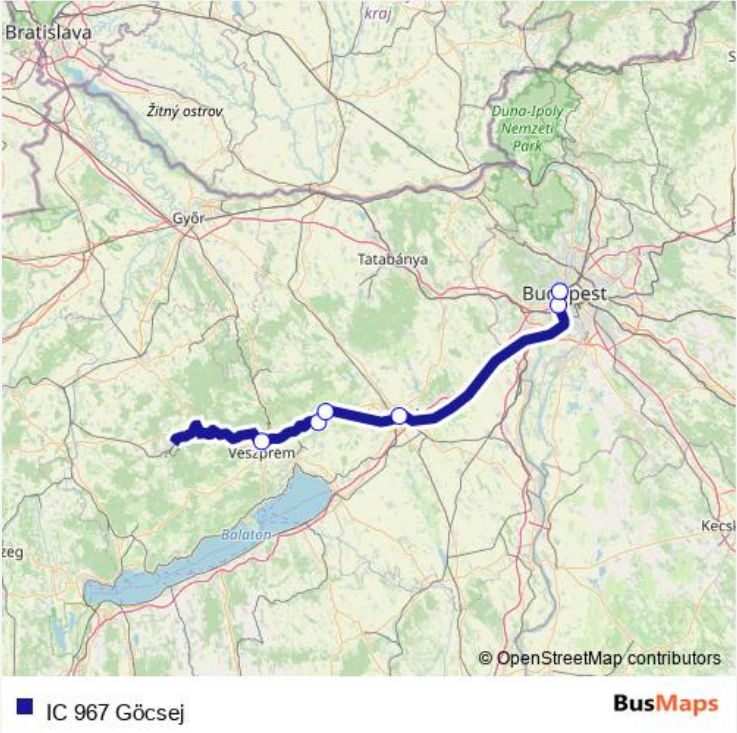 kraj
Bratislava
Žitný ostrov
Duna-Ipoly
Nemzeti
Park
Győr
Tatabánya
Veszprém
Balaton
Kecsk
zeg
© OpenStreetMap contributors
IC 967 Göcsej
BusMaps